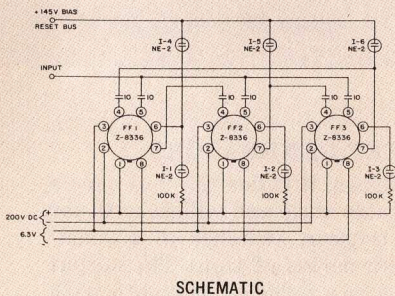 + 145V BIAS
RESET BUS
I-4
NE-2
I-5
NE-2
I-6
NE-2
INPUT
10 10 10 10 10 10
4 5 4 5 4 5
3 FF1 6 3 FF2 6 3 FF3 6
Z-8336 Z-8336 Z-8336
2 7 2 7 2 7
1 8 1 8 1 8
I-1
NE-2
I-2
NE-2
I-3
NE-2
100K 100K 100K
200V DC + −
6.3V
SCHEMATIC